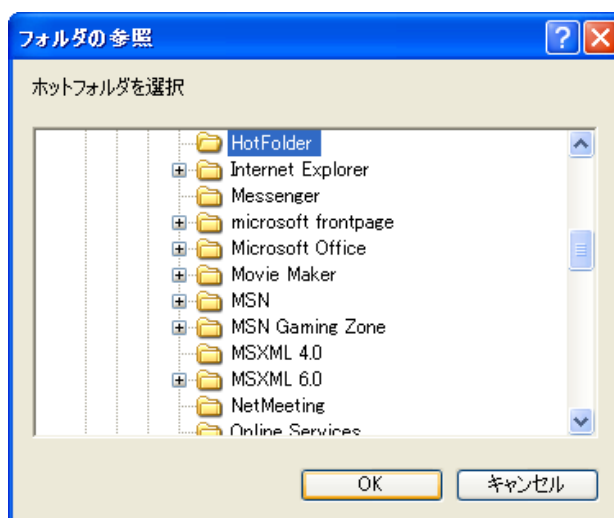 フォルダの参照
ホットフォルダを選択
HotFolder
Internet Explorer
Messenger
microsoft frontpage
Microsoft Office
Movie Maker
MSN
MSN Gaming Zone
MSXML 4.0
MSXML 6.0
NetMeeting
Online Services
OK
キャンセル